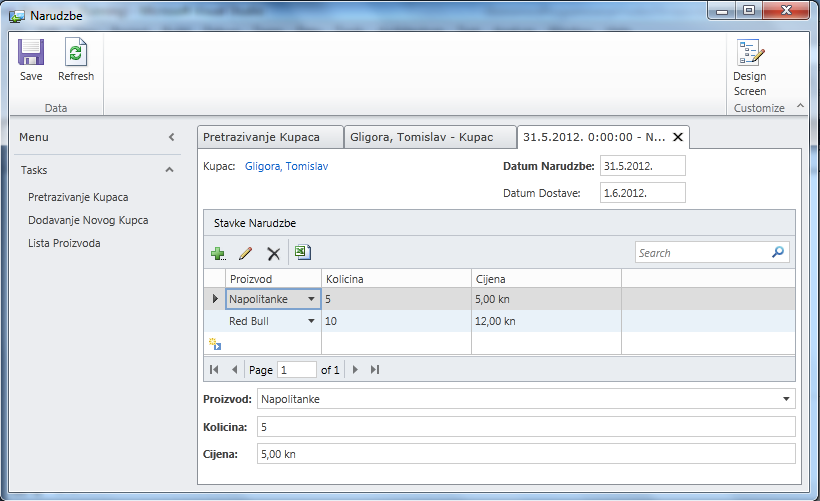 Narudzbe
Save
Refresh
Data
Design
Screen
Customize
Menu
Tasks
Pretrazivanje Kupaca
Dodavanje Novog Kupca
Lista Proizvoda
Pretrazivanje Kupaca
Gligora, Tomislav - Kupac
31.5.2012. 0:00:00 - N...
Kupac: Gligora, Tomislav
Datum Narudzbe: 31.5.2012.
Datum Dostave: 1.6.2012.
Stavke Narudzbe
Search
Proizvod Kolicina Cijena
Napolitanke 5 5,00 kn
Red Bull 10 12,00 kn
Page 1 of 1
Proizvod: Napolitanke
Kolicina: 5
Cijena: 5,00 kn